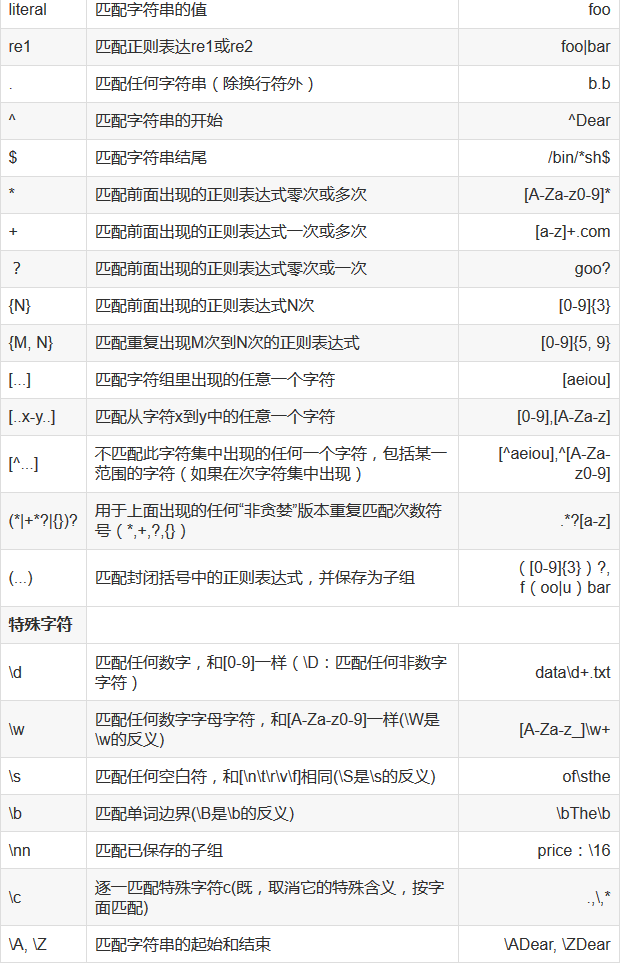 literal 匹配字符串的值 foo
re1 匹配正则表达re1或re2 foo|bar
. 匹配任何字符串（除换行符外） b.b
^ 匹配字符串的开始 ^Dear
$ 匹配字符串结尾 /bin/*sh$
* 匹配前面出现的正则表达式零次或多次 [A-Za-z0-9]*
+ 匹配前面出现的正则表达式一次或多次 [a-z]+.com
？ 匹配前面出现的正则表达式零次或一次 goo?
{N} 匹配前面出现的正则表达式N次 [0-9]{3}
{M, N} 匹配重复出现M次到N次的正则表达式 [0-9]{5, 9}
[...] 匹配字符组里出现的任意一个字符 [aeiou]
[..x-y..] 匹配从字符x到y中的任意一个字符 [0-9],[A-Za-z]
[^...] 不匹配此字符集中出现的任何一个字符，包括某一
范围的字符（如果在次字符集中出现） [^aeiou],^[A-Za-
z0-9]
(*|+*?|{})? 用于上面出现的任何“非贪婪”版本重复匹配次数符
号（*,+,?,{}） .*?[a-z]
(...) 匹配封闭括号中的正则表达式，并保存为子组 （[0-9]{3}）?,
f（oo|u）bar
特殊字符
\d 匹配任何数字，和[0-9]一样（\D：匹配任何非数字
字符） data\d+.txt
\w 匹配任何数字字母字符，和[A-Za-z0-9]一样(\W是
\w的反义) [A-Za-z_]\w+
\s 匹配任何空白符，和[\n\t\r\v\f]相同(\S是\s的反义) of\sthe
\b 匹配单词边界(\B是\b的反义) \bThe\b
\nn 匹配已保存的子组 price：\16
\c 逐一匹配特殊字符c(既，取消它的特殊含义，按字
面匹配) .,\,*
\A, \Z 匹配字符串的起始和结束 \ADear, \ZDear